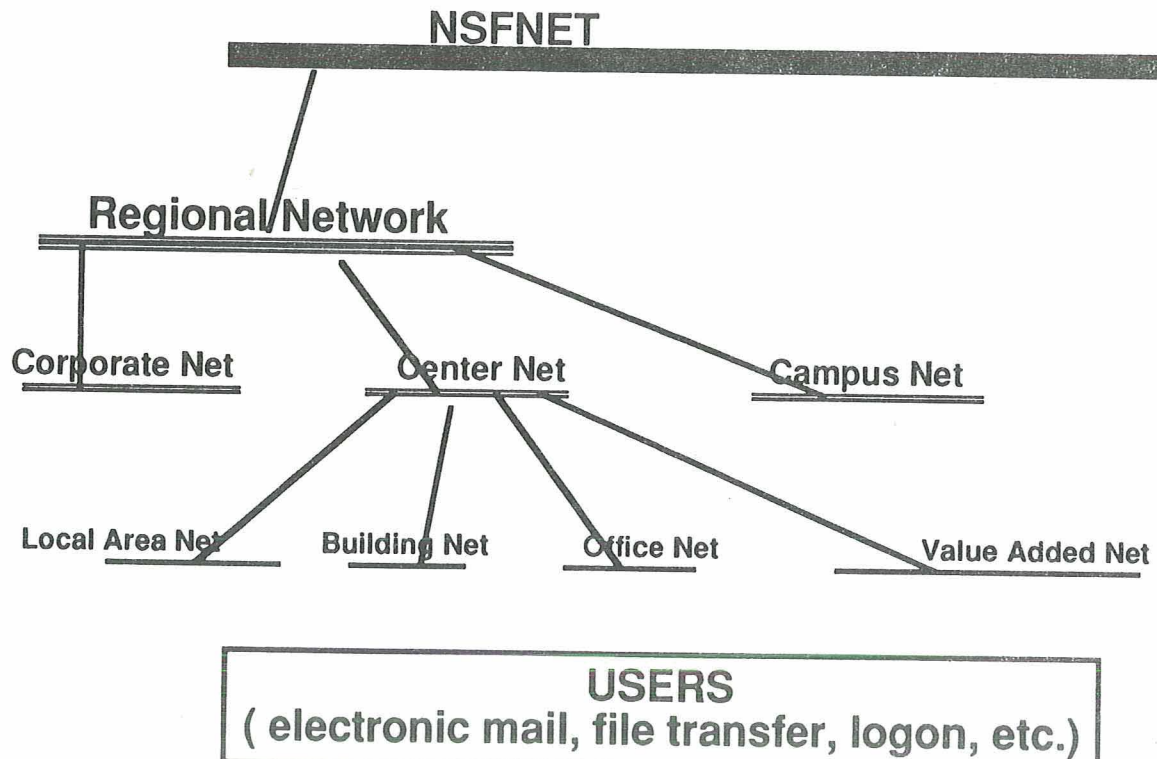 NSFNET
Regional Network
Corporate Net
Center Net
Campus Net
Local Area Net
Building Net
Office Net
Value Added Net
USERS
( electronic mail, file transfer, logon, etc.)